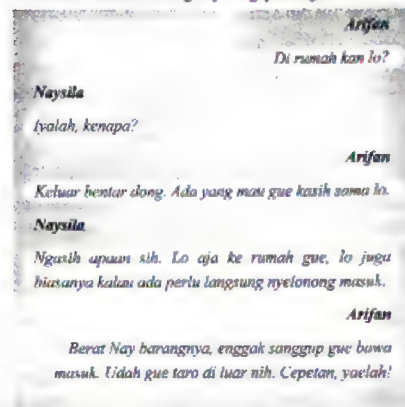 Arifan
Di rumah kan lo?
Naysila
Iyalah, kenapa?
Arifan
Keluar bentar dong. Ada yang mau gue kasih sama lo.
Naysila
Ngasih apaan sih. Lo aja ke rumah gue, lo juga
biasanya kalau ada perlu langsung nyelonong masuk.
Arifan
Berat Nay barangnya, enggak sanggup gue bawa
masuk. Udah gue taro di luar nih. Cepetan, yaelah!